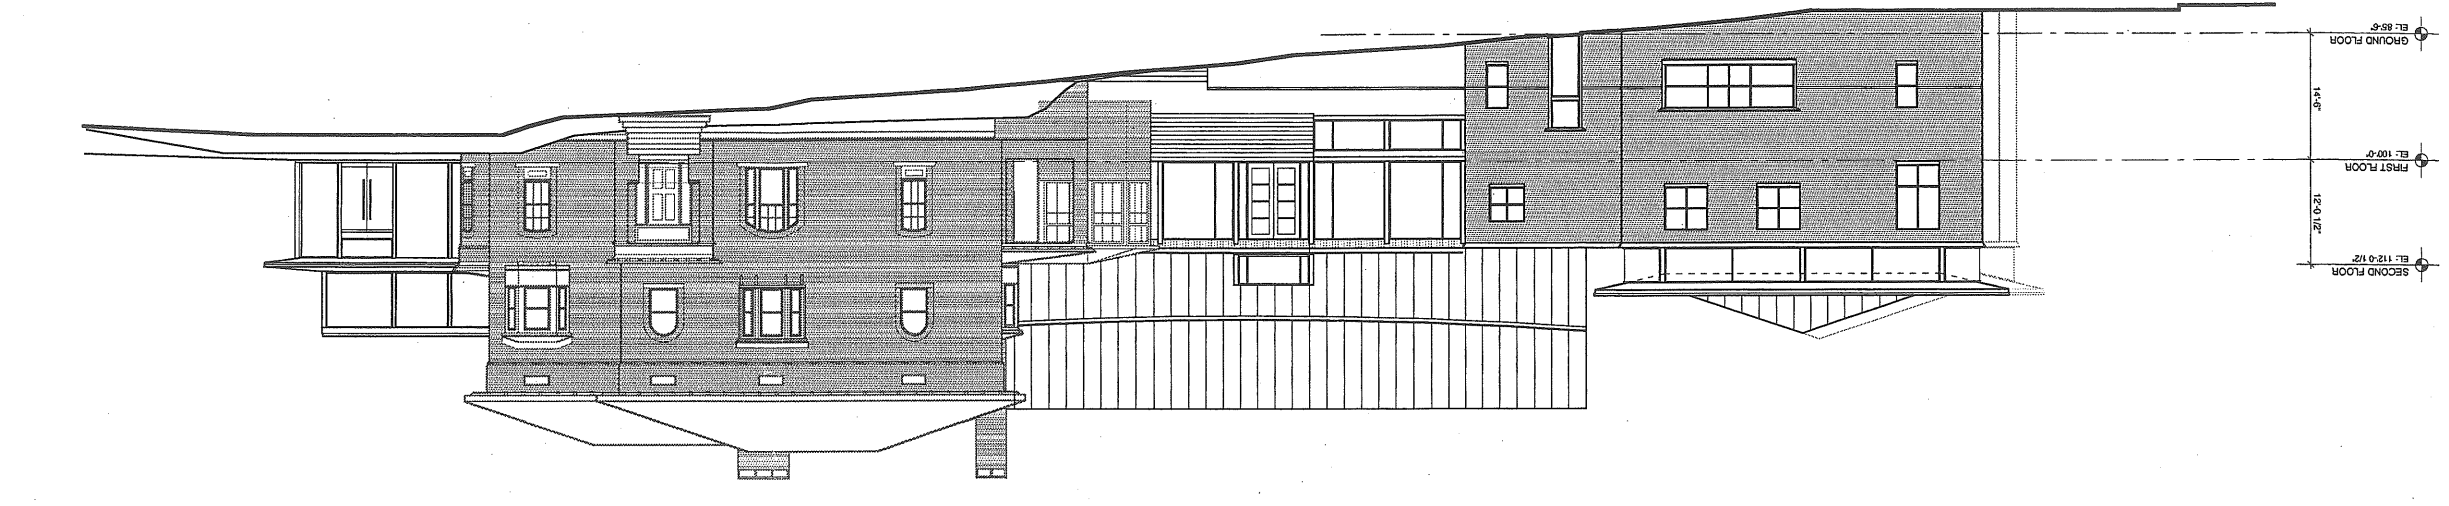 SECOND FLOOR
EL: 112'-0 1/2"
12'-0 1/2"
FIRST FLOOR
EL: 100'-0"
14'-6"
GROUND FLOOR
EL: 85'-6"